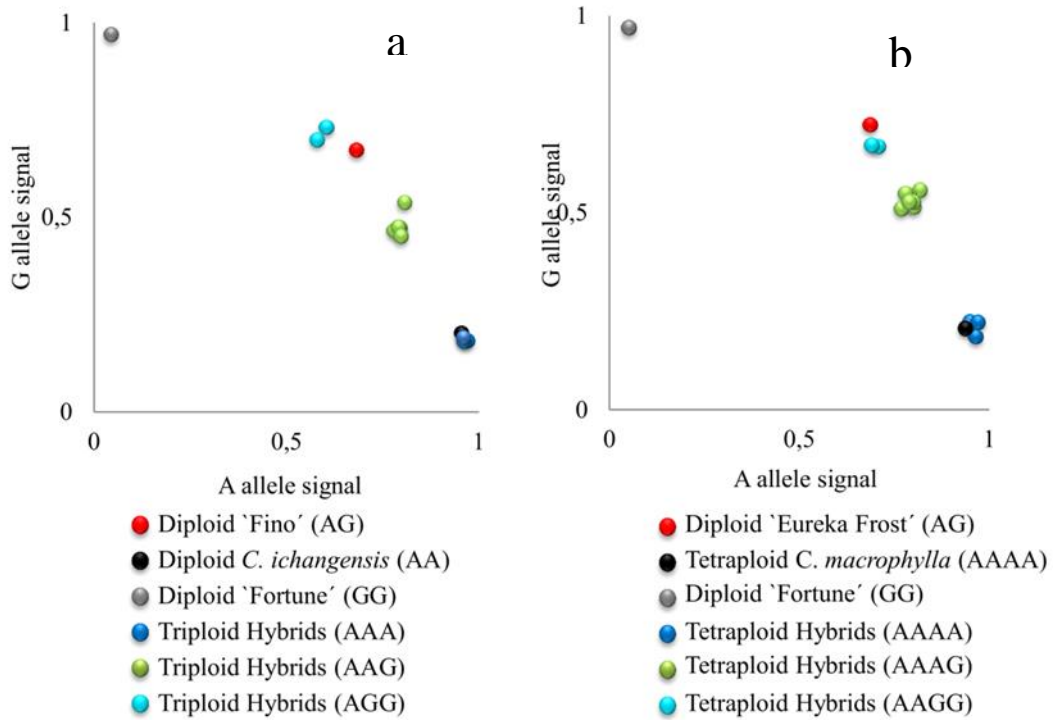 a
1
0,5
0
0
0,5
1
G allele signal
A allele signal
Diploid `Fino´ (AG)
Diploid C. ichangensis (AA)
Diploid `Fortune´ (GG)
Triploid Hybrids (AAA)
Triploid Hybrids (AAG)
Triploid Hybrids (AGG)
b
1
0,5
0
0
0,5
1
G allele signal
A allele signal
Diploid `Eureka Frost´ (AG)
Tetraploid C. macrophylla (AAAA)
Diploid `Fortune´ (GG)
Tetraploid Hybrids (AAAA)
Tetraploid Hybrids (AAAG)
Tetraploid Hybrids (AAGG)